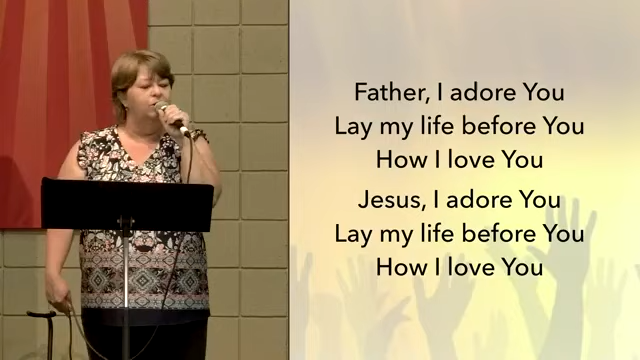 Father, I adore You
Lay my life before You
How I love You
Jesus, I adore You
Lay my life before You
How I love You